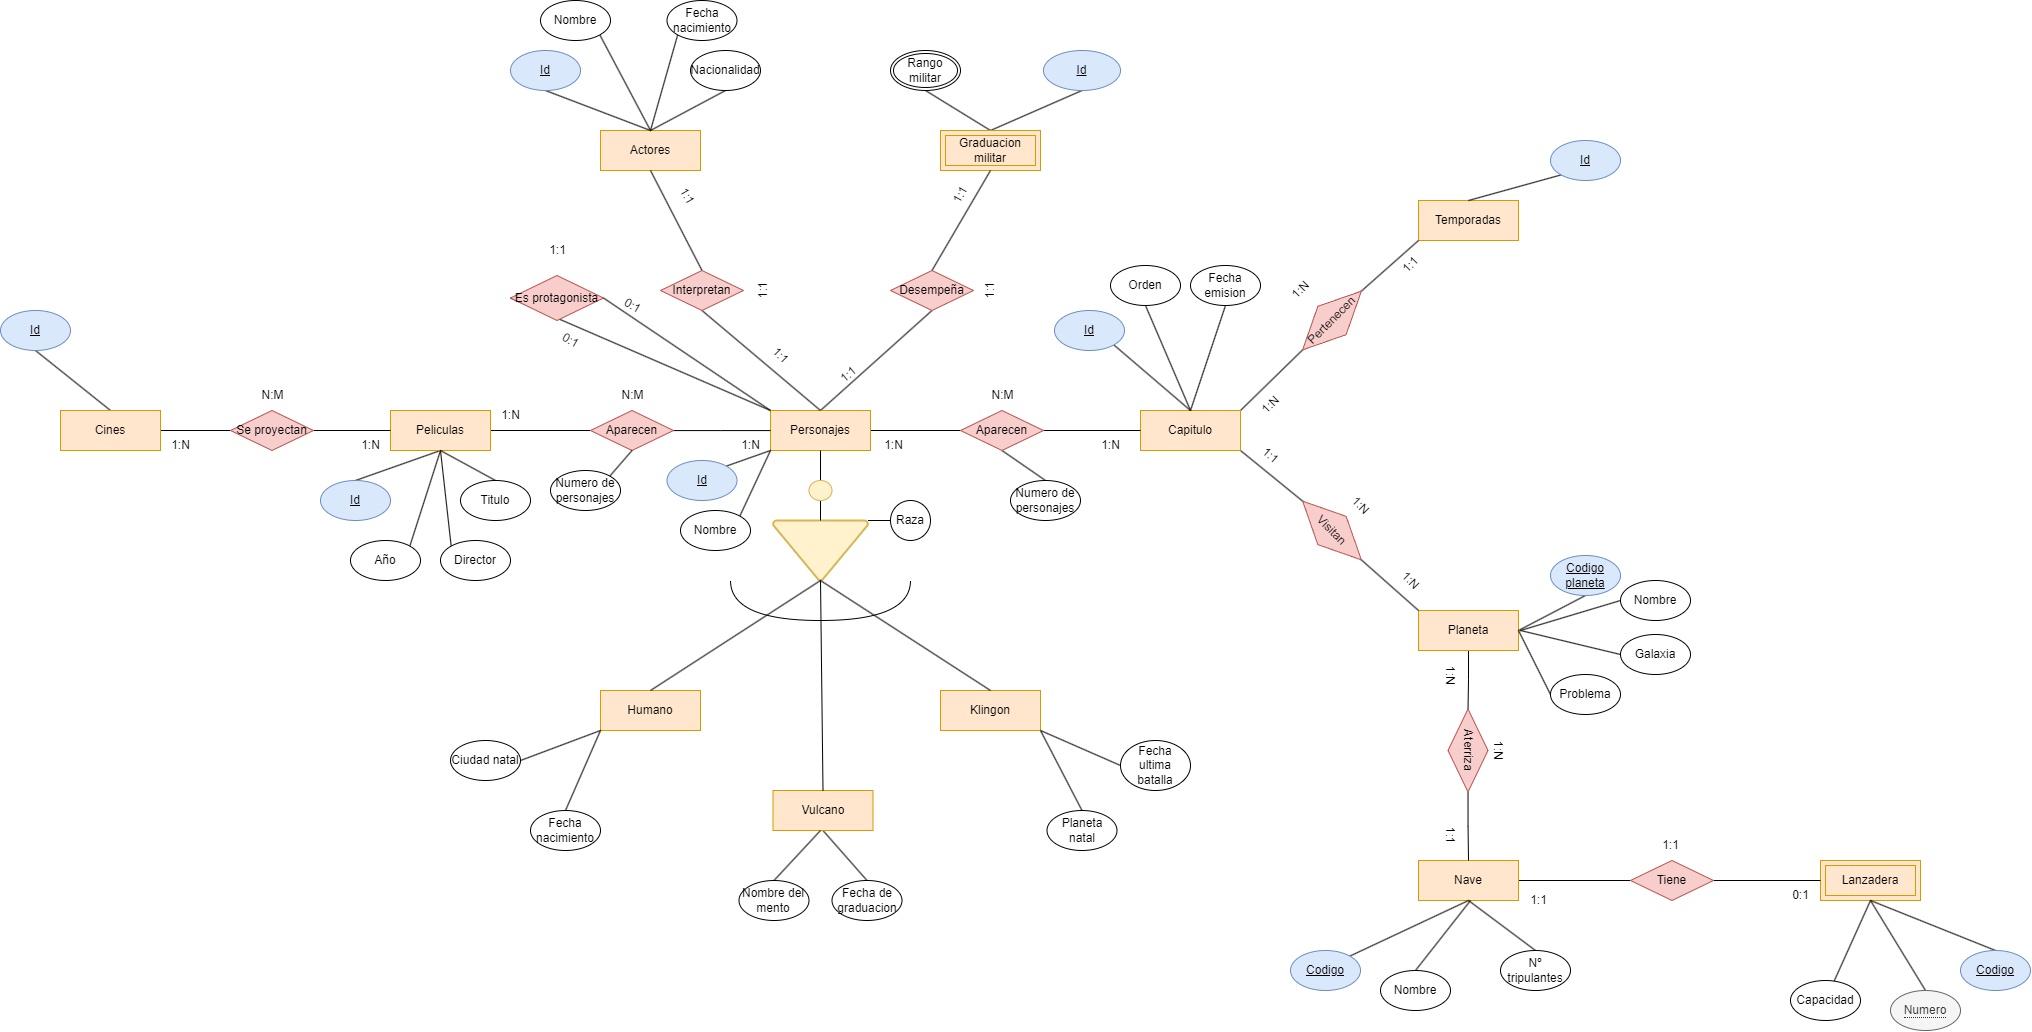 Nombre
Fecha
nacimiento
Id
Nacionalidad
Rango
militar
Id
Actores
Graduacion
militar
Id
1:1
1:1
Temporadas
1:1
Es protagonista
0:1
0:1
Interpretan
1:1
1:1
Desempeña
1:1
1:1
Orden
Fecha
emision
Id
1:N
1:1
Pertenecen
1:N
Id
N:M
N:M
N:M
Cines
1:N
Se proyectan
1:N
Peliculas
1:N
Aparecen
1:N
Personajes
1:N
Aparecen
1:N
Capitulo
1:1
Id
Titulo
Año
Director
Numero de
personajes
Id
Nombre
Raza
Numero de
personajes
1:N
Visitan
1:N
Codigo
planeta
Nombre
Planeta
Galaxia
Problema
1:N
Humano
Klingon
Ciudad natal
Fecha
nacimiento
Fecha
ultima
batalla
Planeta
natal
Vulcano
Nombre del
mento
Fecha de
graduacion
Aterriza
1:N
1:1
Nave
1:1
1:1
Tiene
0:1
Lanzadera
Codigo
Nombre
Nº
tripulantes
Capacidad
Numero
Codigo